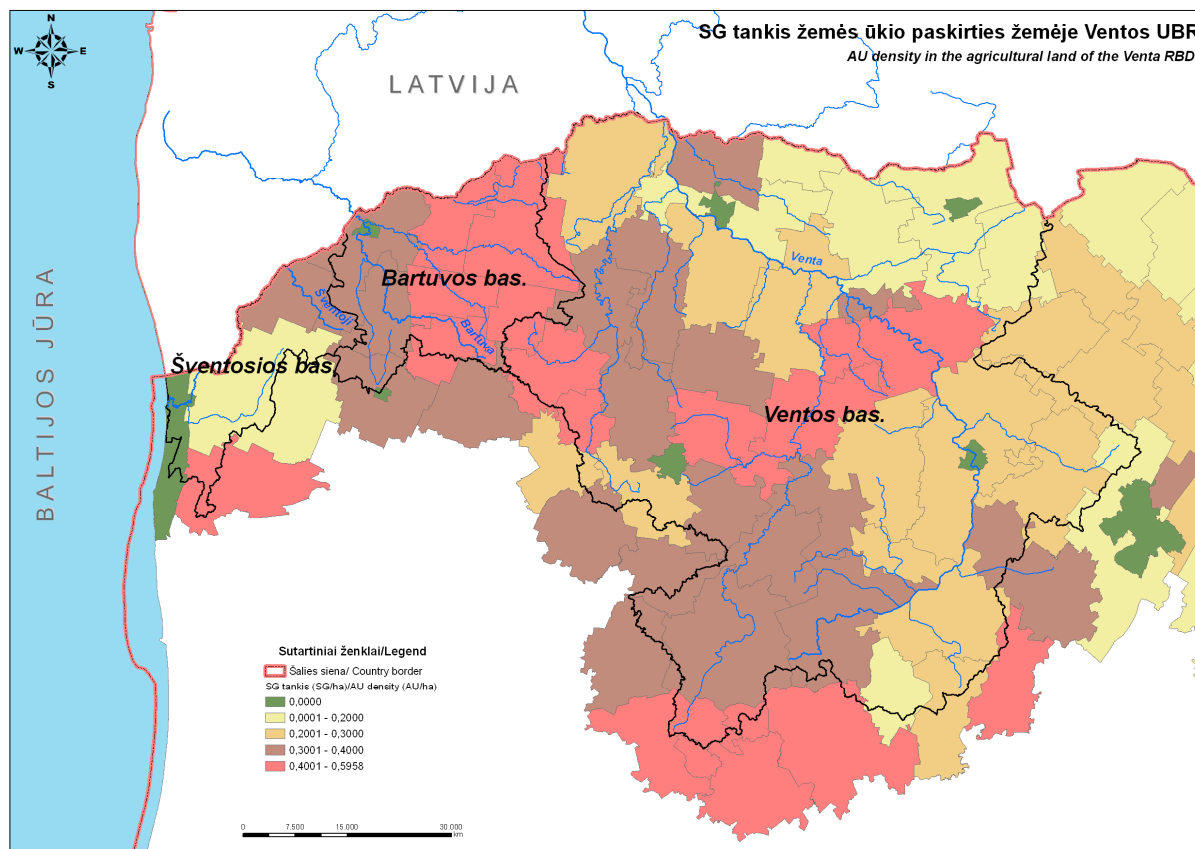 N
W E
S
SG tankis žemės ūkio paskirties žemėje Ventos UBR
AU density in the agricultural land of the Venta RBD
LATVIJA
BALTIJOS JŪRA
Venta
Bartuvos bas.
Šventoji
Bartuva
Šventosios bas.
Ventos bas.
Sutartiniai ženklai/Legend
Šalies siena/ Country border
SG tankis (SG/ha)/AU density (AU/ha)
0,0000
0,0001 - 0,2000
0,2001 - 0,3000
0,3001 - 0,4000
0,4001 - 0,5958
0 7.500 15.000 30.000
km